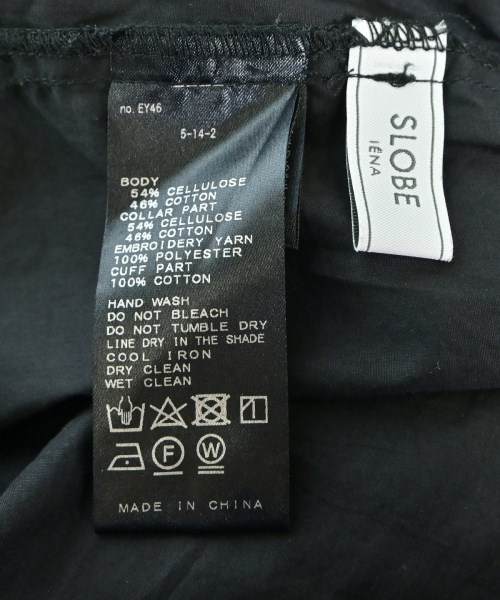 no. EY46
5-14-2
BODY
54% CELLULOSE
46% COTTON
COLLAR PART
54% CELLULOSE
46% COTTON
EMBROIDERY YARN
100% POLYESTER
CUFF PART
100% COTTON
HAND WASH
DO NOT BLEACH
DO NOT TUMBLE DRY
LINE DRY IN THE SHADE
COOL IRON
DRY CLEAN
WET CLEAN
F W
MADE IN CHINA
SLOBE
IÉNA